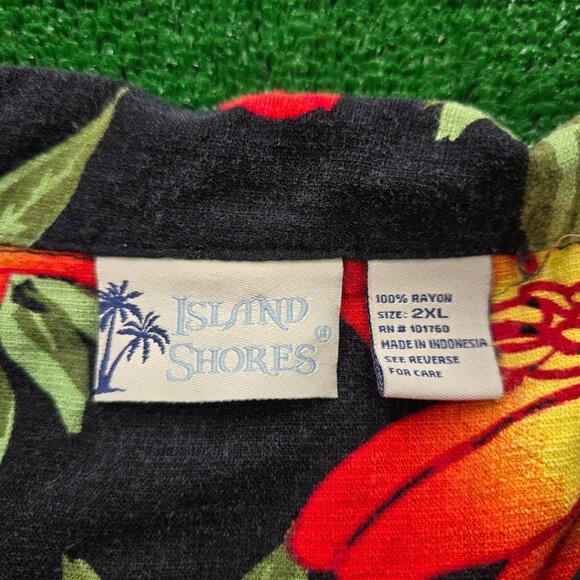 ISLAND
SHORES®
100% RAYON
SIZE: 2XL
RN# 101760
MADE IN INDONESIA
SEE REVERSE
FOR CARE